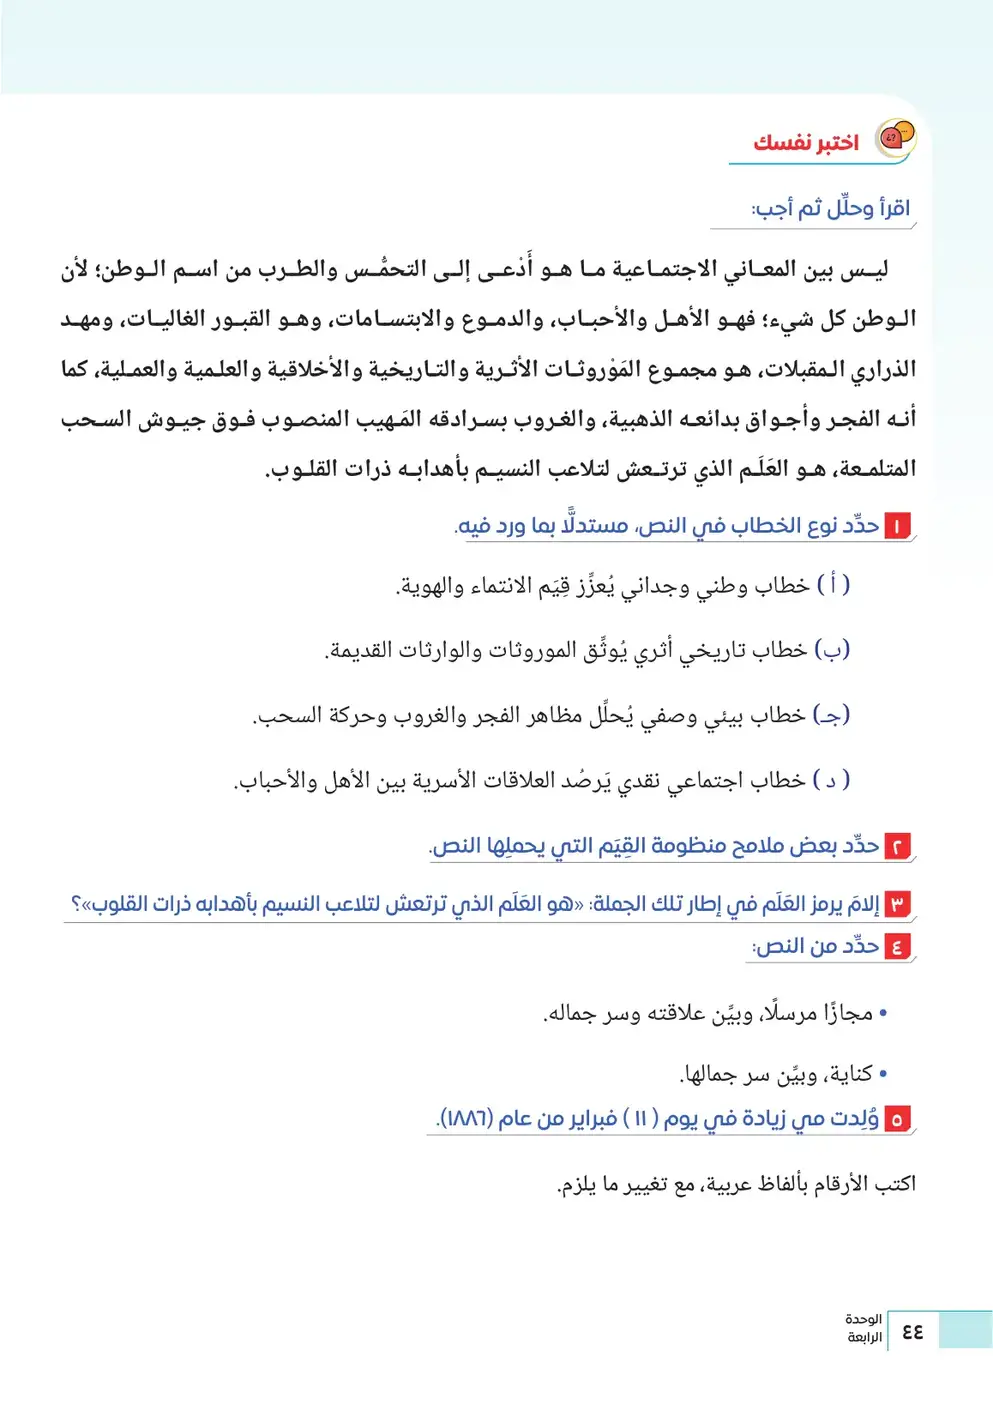 اختبر نفسك
اقرأ وحلِّل ثم أجب:
ليس بين المعاني الاجتماعية ما هو أَدْعى إلى التحمُّس والطرب من اسم الوطن؛ لأن
الوطن كل شيء؛ فهو الأهل والأحباب، والدموع والابتسامات، وهو القبور الغاليات، ومهد
الذراري المقبلات، هو مجموع المَوْروثات الأثرية والتاريخية والأخلاقية والعلمية والعملية، كما
أنه الفجر وأجواق بدائعه الذهبية، والغروب بسرادقه المَهيب المنصوب فوق جيوش السحب
المتلمعة، هو العَلَم الذي ترتعش لتلاعب النسيم بأهدابه ذرات القلوب.
١ حدِّد نوع الخطاب في النص، مستدلًّا بما ورد فيه.
( أ ) خطاب وطني وجداني يُعزِّز قِيَم الانتماء والهوية.
(ب) خطاب تاريخي أثري يُوثِّق الموروثات والوارثات القديمة.
(جـ) خطاب بيئي وصفي يُحلِّل مظاهر الفجر والغروب وحركة السحب.
( د ) خطاب اجتماعي نقدي يَرصُد العلاقات الأسرية بين الأهل والأحباب.
٢ حدِّد بعض ملامح منظومة القِيَم التي يحملِها النص.
٣ إلامَ يرمز العَلَم في إطار تلك الجملة: «هو العَلَم الذي ترتعش لتلاعب النسيم بأهدابه ذرات القلوب»؟
٤ حدِّد من النص:
• مجازًا مرسلًا، وبيِّن علاقته وسر جماله.
• كناية، وبيِّن سر جمالها.
٥ وُلِدت مي زيادة في يوم ( ١١ ) فبراير من عام (١٨٨٦).
اكتب الأرقام بألفاظ عربية، مع تغيير ما يلزم.
الوحدة
الرابعة
٤٤